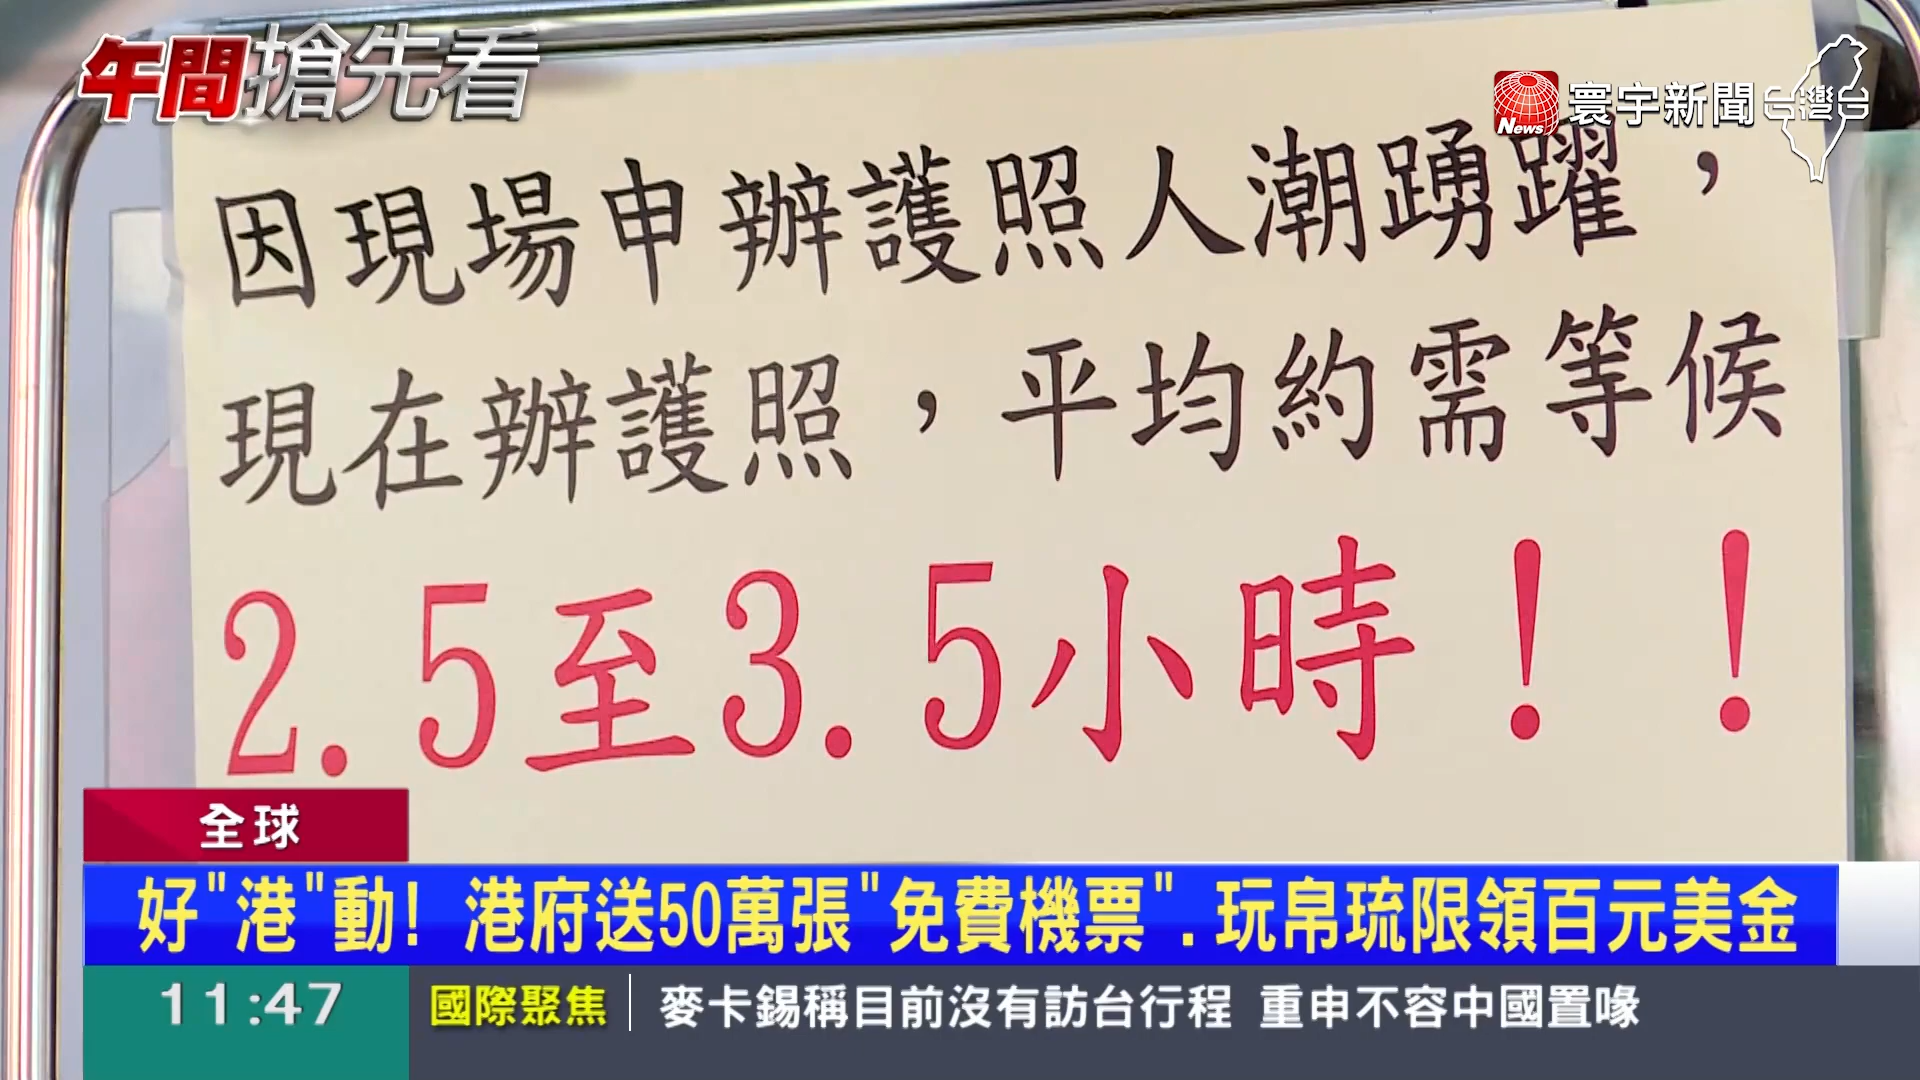 午間搶先看
News 寰宇新聞 台灣台
因現場申辦護照人潮踴躍，
現在辦護照，平均約需等候
2.5至3.5小時！！
全球
好"港"動! 港府送50萬張"免費機票".玩帛琉限領百元美金
11:47 國際聚焦 麥卡錫稱目前沒有訪台行程 重申不容中國置喙